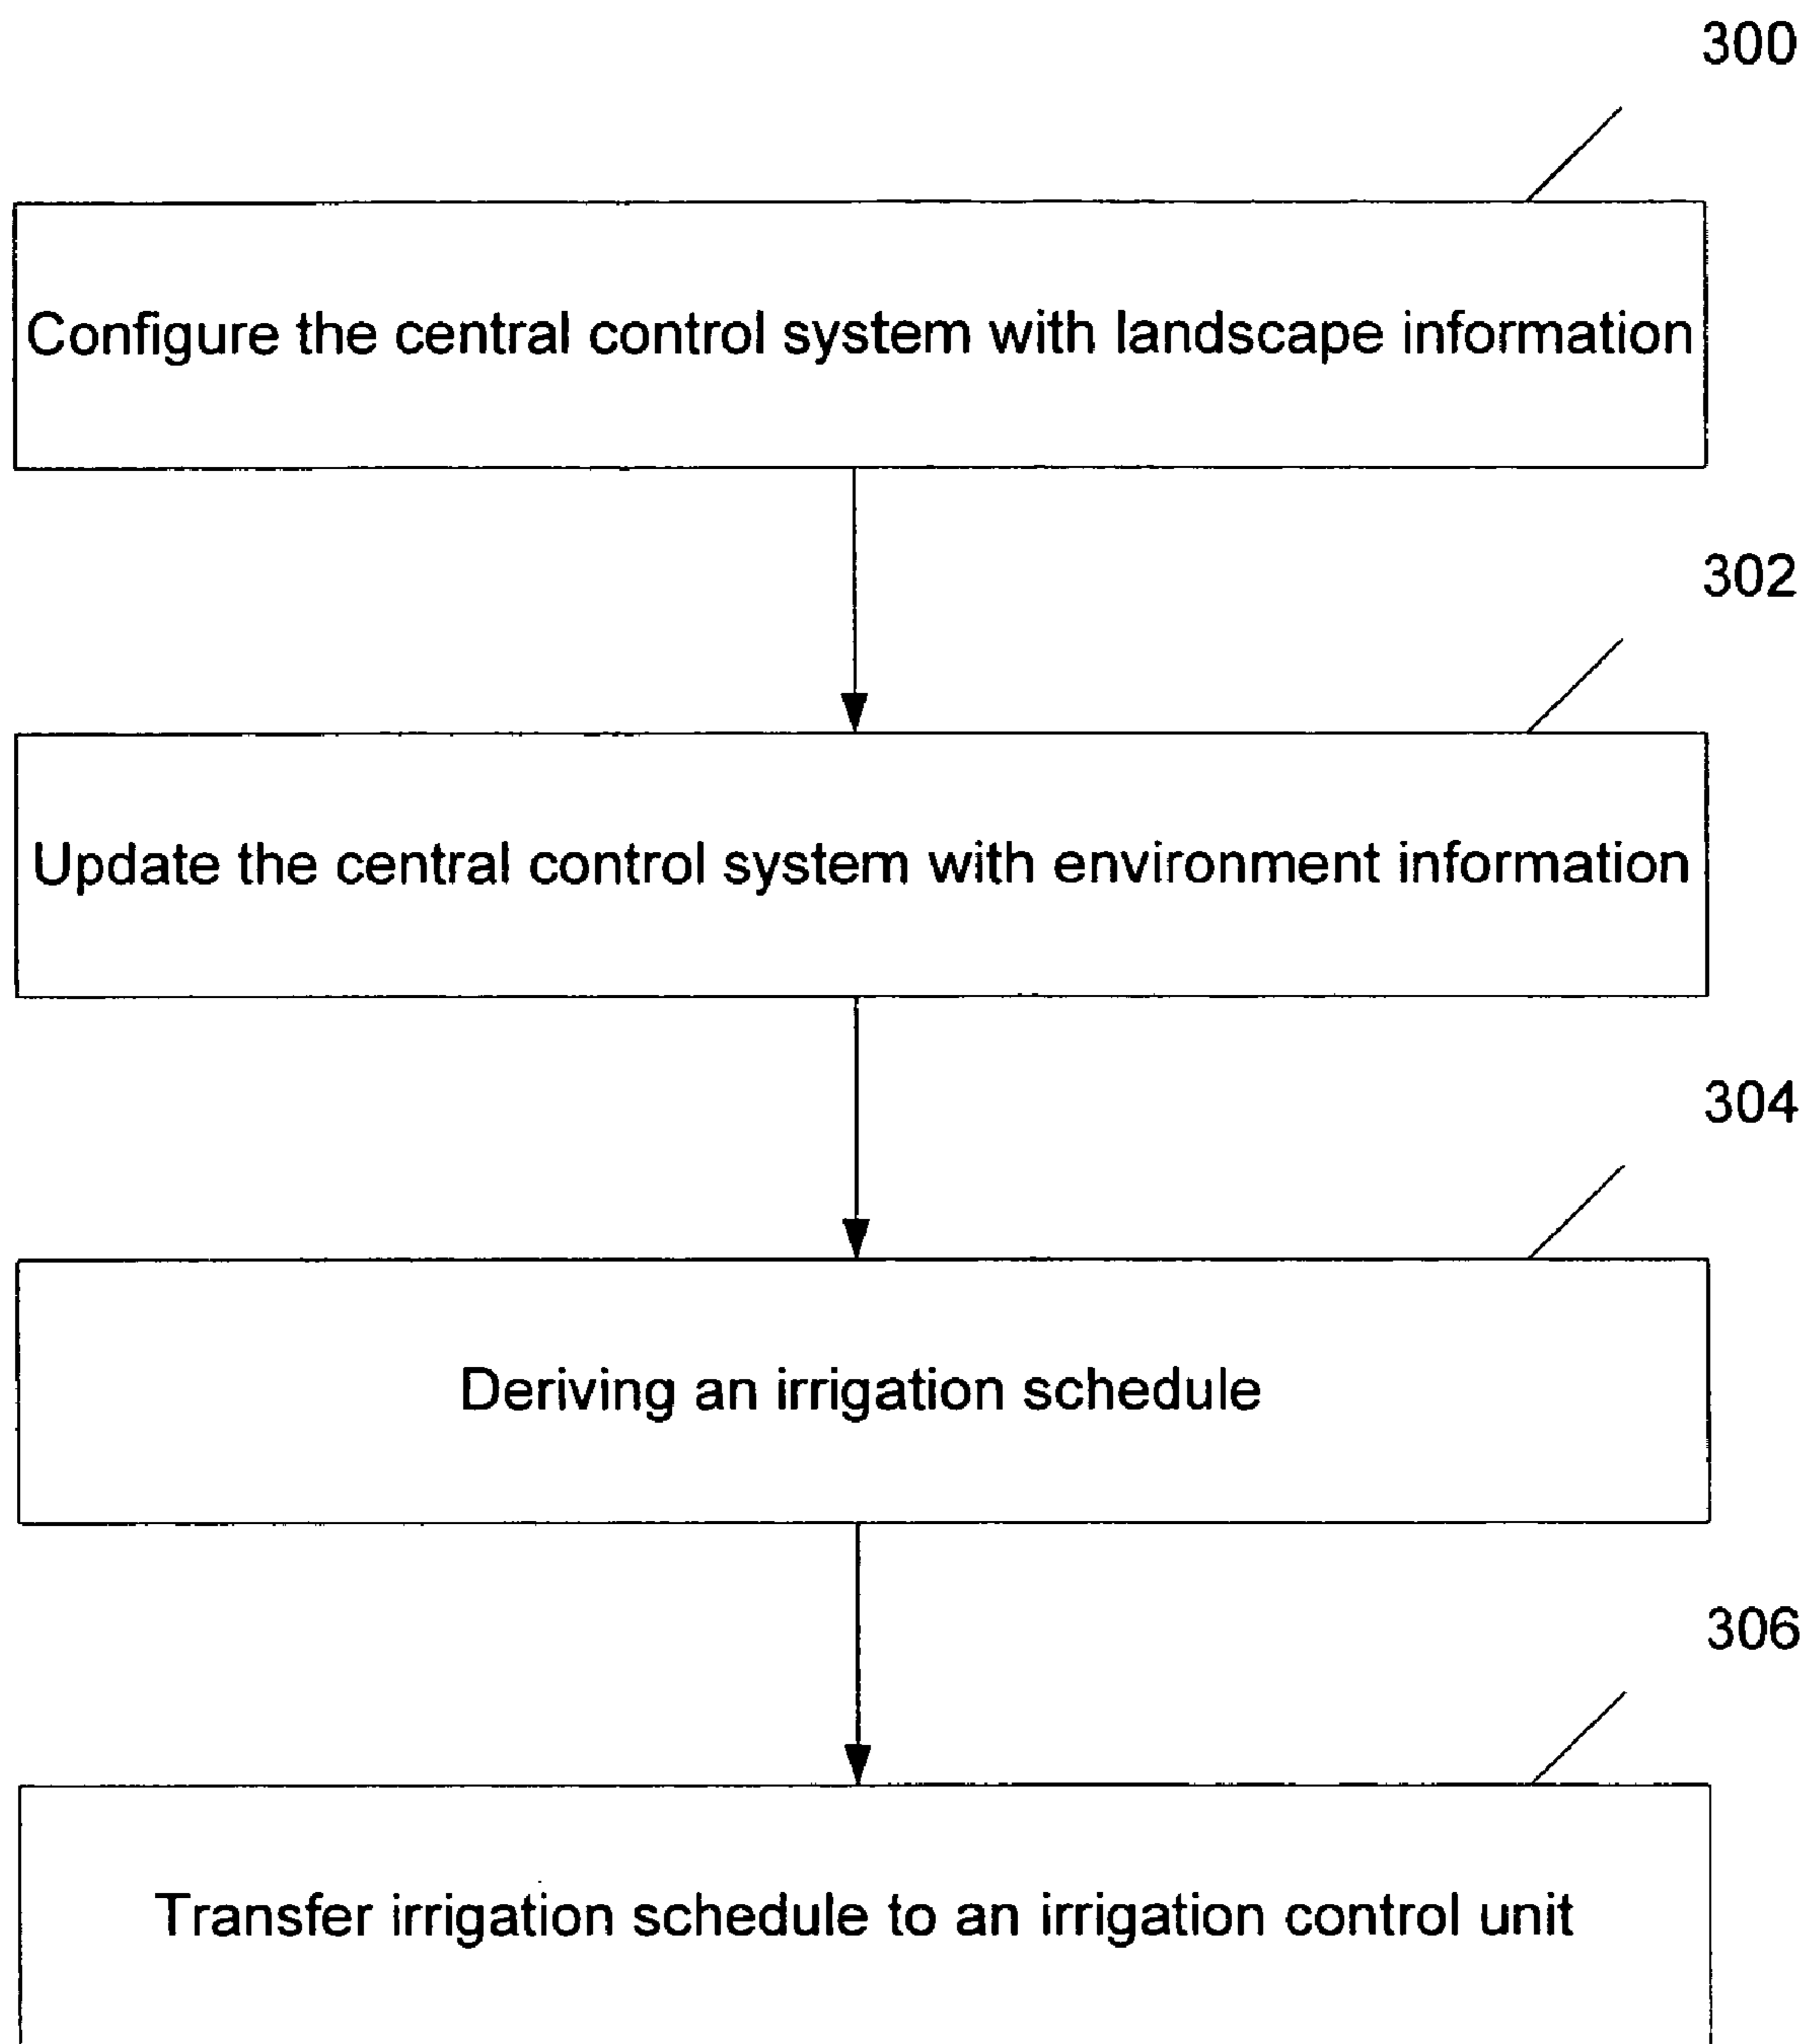 300
Configure the central control system with landscape information
302
Update the central control system with environment information
304
Deriving an irrigation schedule
306
Transfer irrigation schedule to an irrigation control unit